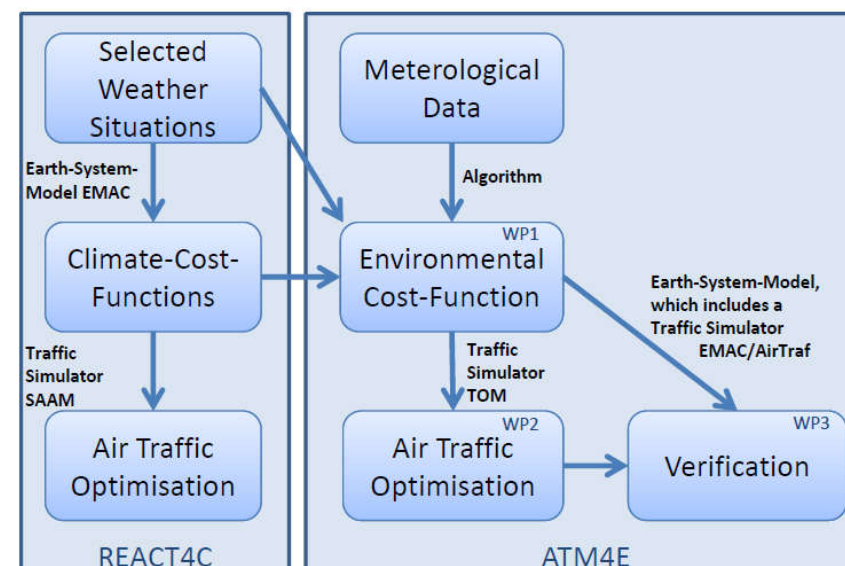 Selected
Weather
Situations
Earth-System-
Model EMAC
Climate-Cost-
Functions
Traffic
Simulator
SAAM
Air Traffic
Optimisation
REACT4C
Meterological
Data
Algorithm
WP1
Environmental
Cost-Function
Earth-System-Model,
which includes a
Traffic Simulator
EMAC/AirTraf
Traffic
Simulator
TOM
WP2
Air Traffic
Optimisation
WP3
Verification
ATM4E